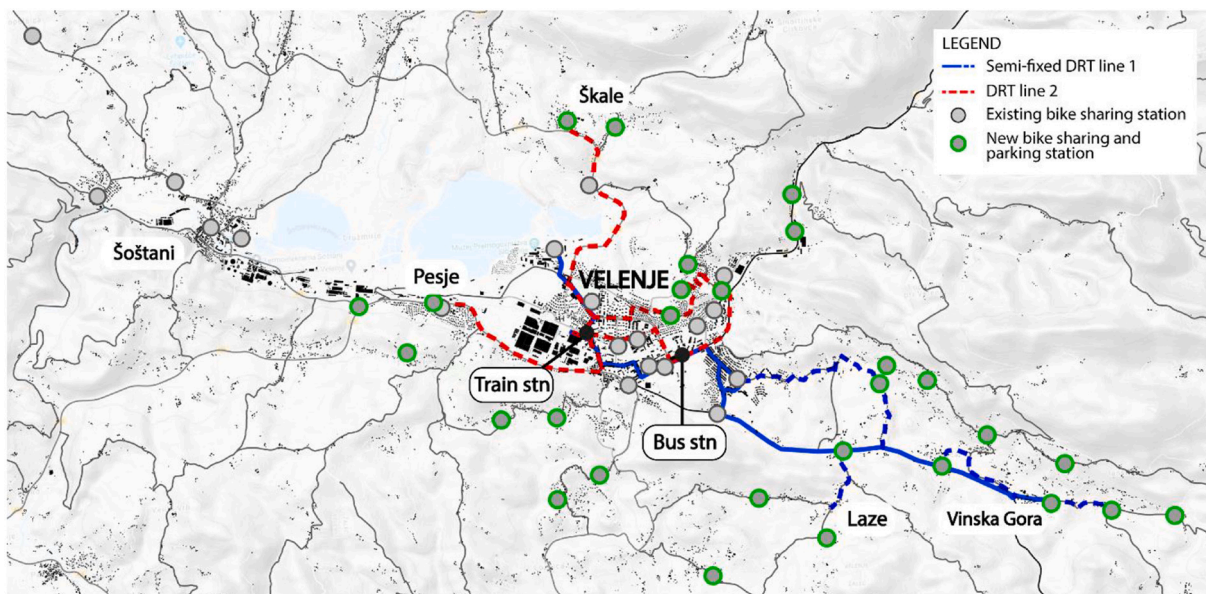 LEGEND
Semi-fixed DRT line 1
DRT line 2
Existing bike sharing station
New bike sharing and
parking station
Škale
Šoštani
Pesje
VELENJE
Train stn
Bus stn
Laze
Vinska Gora